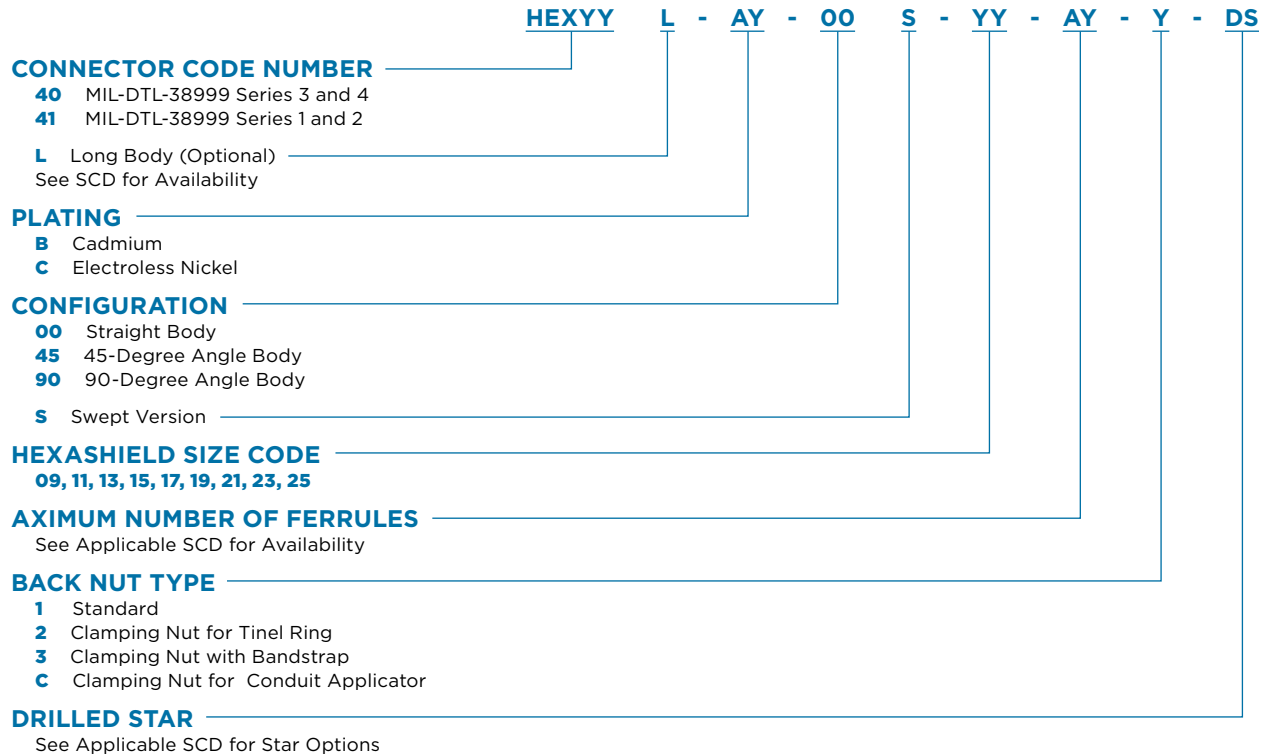 HEXYY L - AY - 00 S - YY - AY - Y - DS
CONNECTOR CODE NUMBER
40 MIL-DTL-38999 Series 3 and 4
41 MIL-DTL-38999 Series 1 and 2
L Long Body (Optional)
See SCD for Availability
PLATING
B Cadmium
C Electroless Nickel
CONFIGURATION
00 Straight Body
45 45-Degree Angle Body
90 90-Degree Angle Body
S Swept Version
HEXASHIELD SIZE CODE
09, 11, 13, 15, 17, 19, 21, 23, 25
AXIMUM NUMBER OF FERRULES
See Applicable SCD for Availability
BACK NUT TYPE
1 Standard
2 Clamping Nut for Tinel Ring
3 Clamping Nut with Bandstrap
C Clamping Nut for Conduit Applicator
DRILLED STAR
See Applicable SCD for Star Options